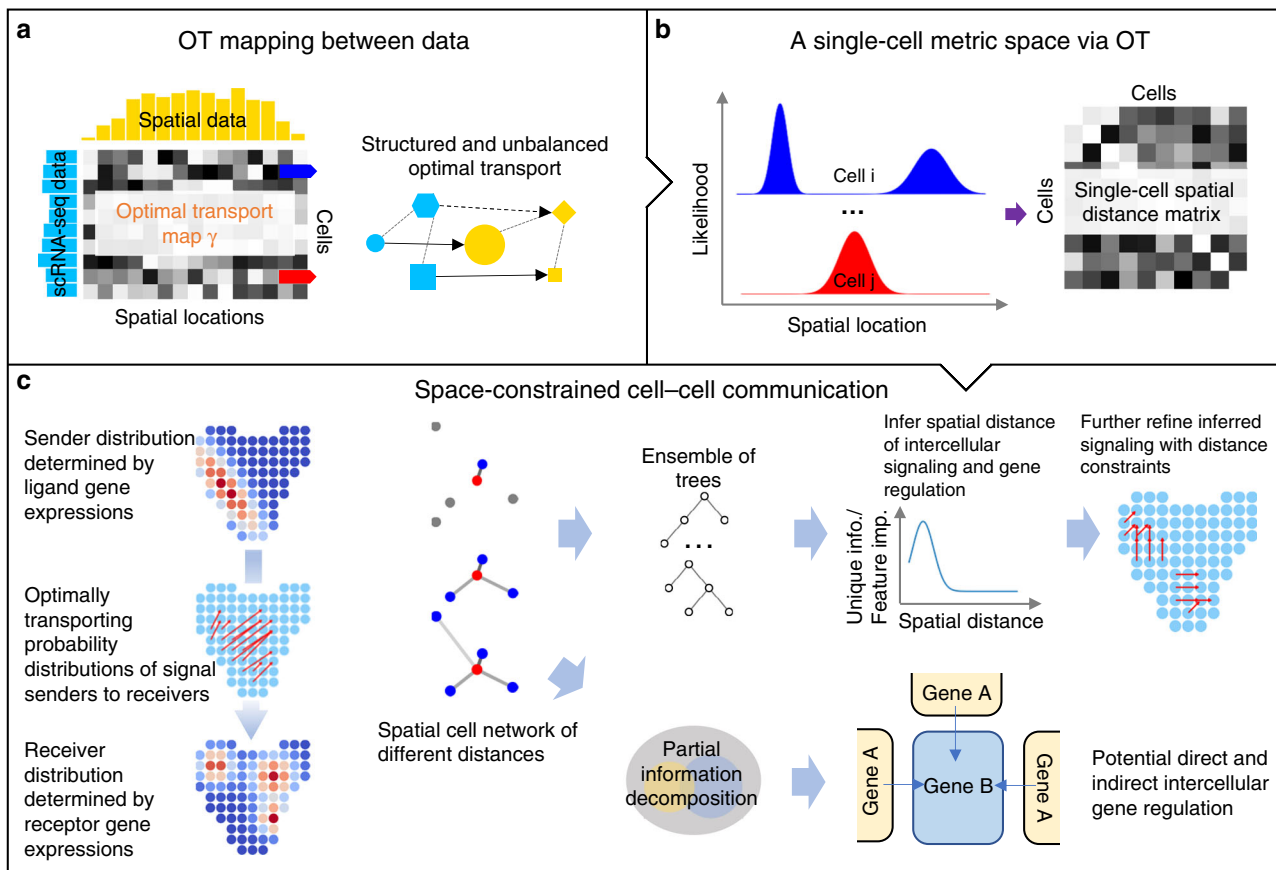 a
OT mapping between data
Spatial data
scRNA-seq data
Optimal transport
map γ
Cells
Spatial locations
Structured and unbalanced
optimal transport
b
A single-cell metric space via OT
Likelihood
Cell i
...
Cell j
Spatial location
Cells
Cells
Single-cell spatial
distance matrix
c
Space-constrained cell–cell communication
Sender distribution
determined by
ligand gene
expressions
Optimally
transporting
probability
distributions of signal
senders to receivers
Receiver
distribution
determined by
receptor gene
expressions
Spatial cell network of
different distances
Ensemble of
trees
...
Infer spatial distance
of intercellular
signaling and gene
regulation
Unique info./
Feature imp.
Spatial distance
Further refine inferred
signaling with distance
constraints
Partial
information
decomposition
Gene A
Gene A
Gene B
Gene A
Potential direct and
indirect intercellular
gene regulation